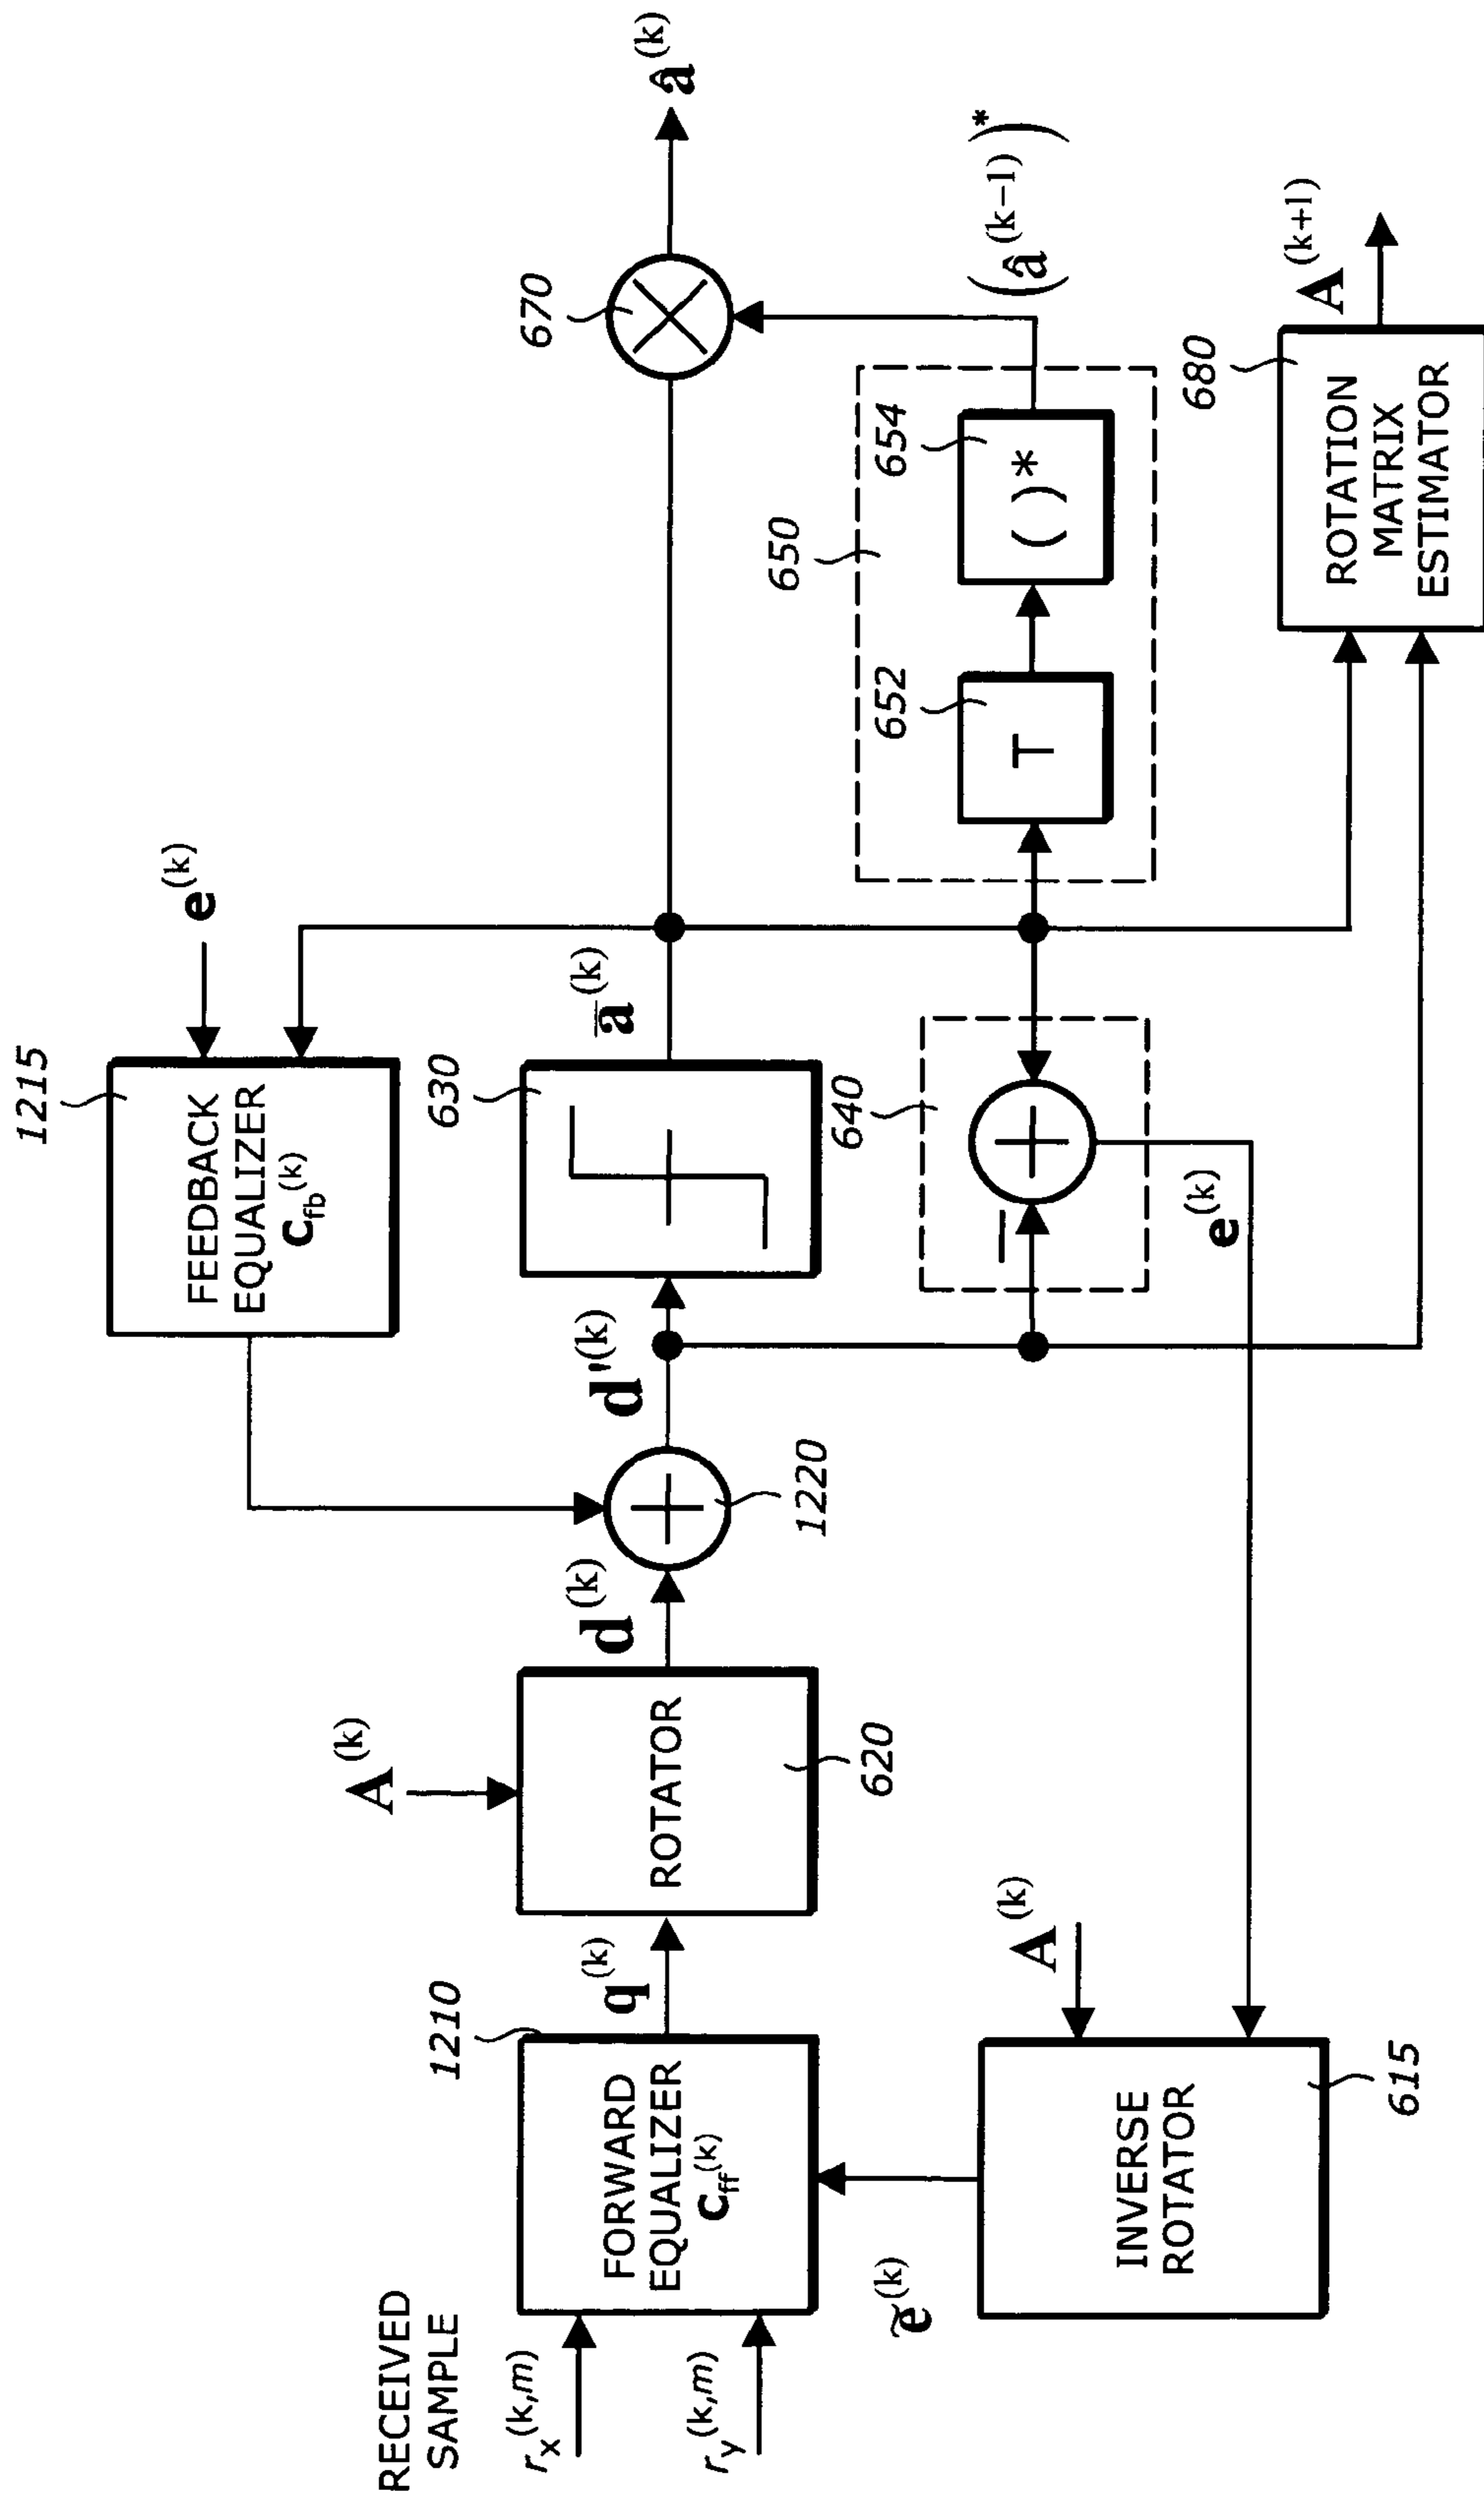 1215
FEEDBACK
EQUALIZER
c_fb^(k)
e^(k)
RECEIVED
SAMPLE
A^(k)
1210
630
670
r_x^(k,m)
r_y^(k,m)
FORWARD
EQUALIZER
c_ff^(k)
q^(k)
ROTATOR
620
d^(k)
+
1220
d'^(k)
a̅^(k)
×
â^(k)
ẽ^(k)
INVERSE
ROTATOR
615
A^(k)
640
−
+
e^(k)
650
652
T
654
( )*
(â^(k−1))*
680
ROTATION
MATRIX
ESTIMATOR
A^(k+1)